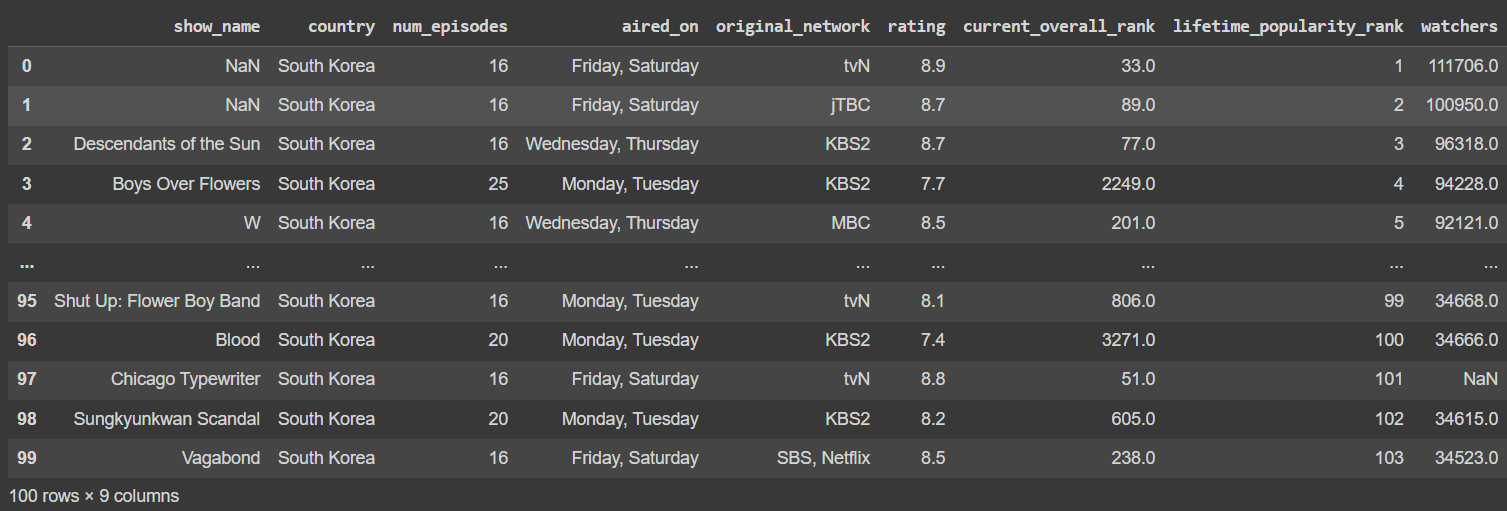 show_name country num_episodes aired_on original_network rating current_overall_rank lifetime_popularity_rank watchers
0 NaN South Korea 16 Friday, Saturday tvN 8.9 33.0 1 111706.0
1 NaN South Korea 16 Friday, Saturday jTBC 8.7 89.0 2 100950.0
2 Descendants of the Sun South Korea 16 Wednesday, Thursday KBS2 8.7 77.0 3 96318.0
3 Boys Over Flowers South Korea 25 Monday, Tuesday KBS2 7.7 2249.0 4 94228.0
4 W South Korea 16 Wednesday, Thursday MBC 8.5 201.0 5 92121.0
... ... ... ... ... ... ... ... ... ...
95 Shut Up: Flower Boy Band South Korea 16 Monday, Tuesday tvN 8.1 806.0 99 34668.0
96 Blood South Korea 20 Monday, Tuesday KBS2 7.4 3271.0 100 34666.0
97 Chicago Typewriter South Korea 16 Friday, Saturday tvN 8.8 51.0 101 NaN
98 Sungkyunkwan Scandal South Korea 20 Monday, Tuesday KBS2 8.2 605.0 102 34615.0
99 Vagabond South Korea 16 Friday, Saturday SBS, Netflix 8.5 238.0 103 34523.0
100 rows × 9 columns